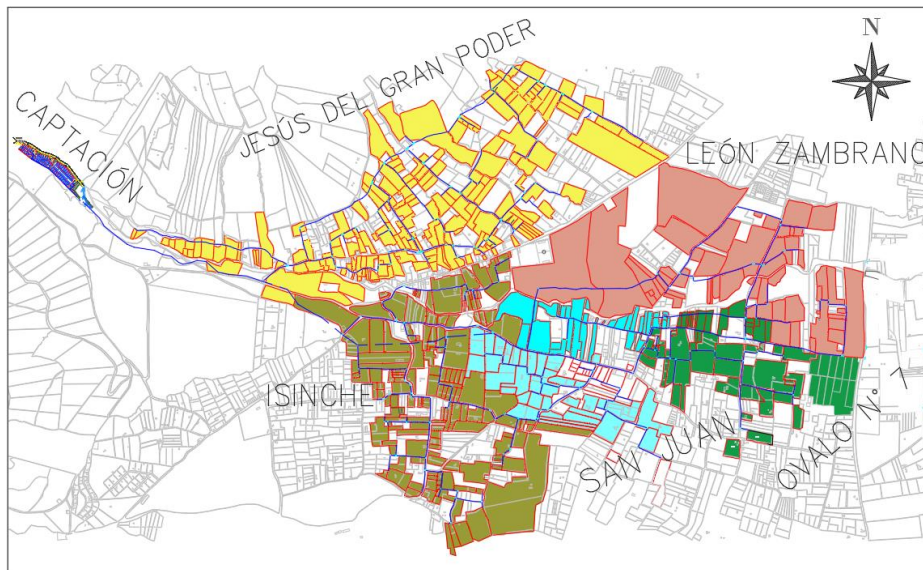 N
JESÚS DEL GRAN PODER
CAPTACIÓN
LEÓN ZAMBRANO
ISINCHE
SAN JUAN
OVALO N. 1